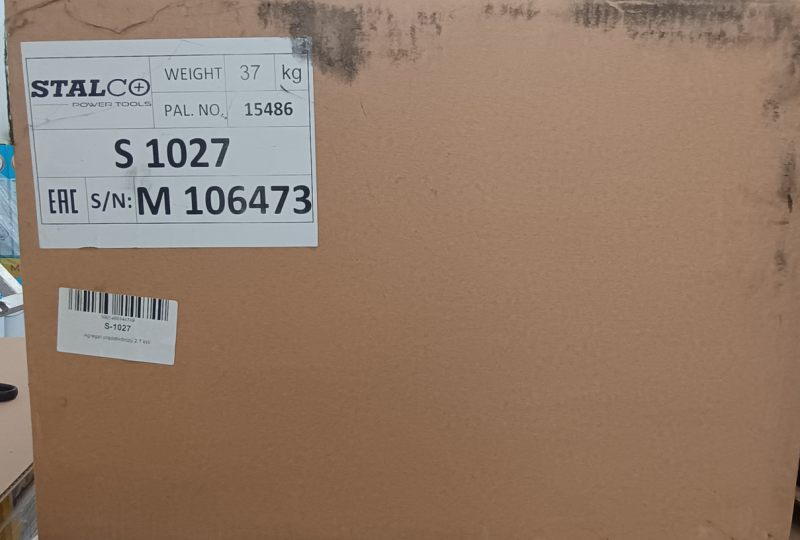 STALCO
POWER TOOLS
WEIGHT 37 kg
PAL. NO. 15486
S 1027
EAC S/N: M 106473
S-1027